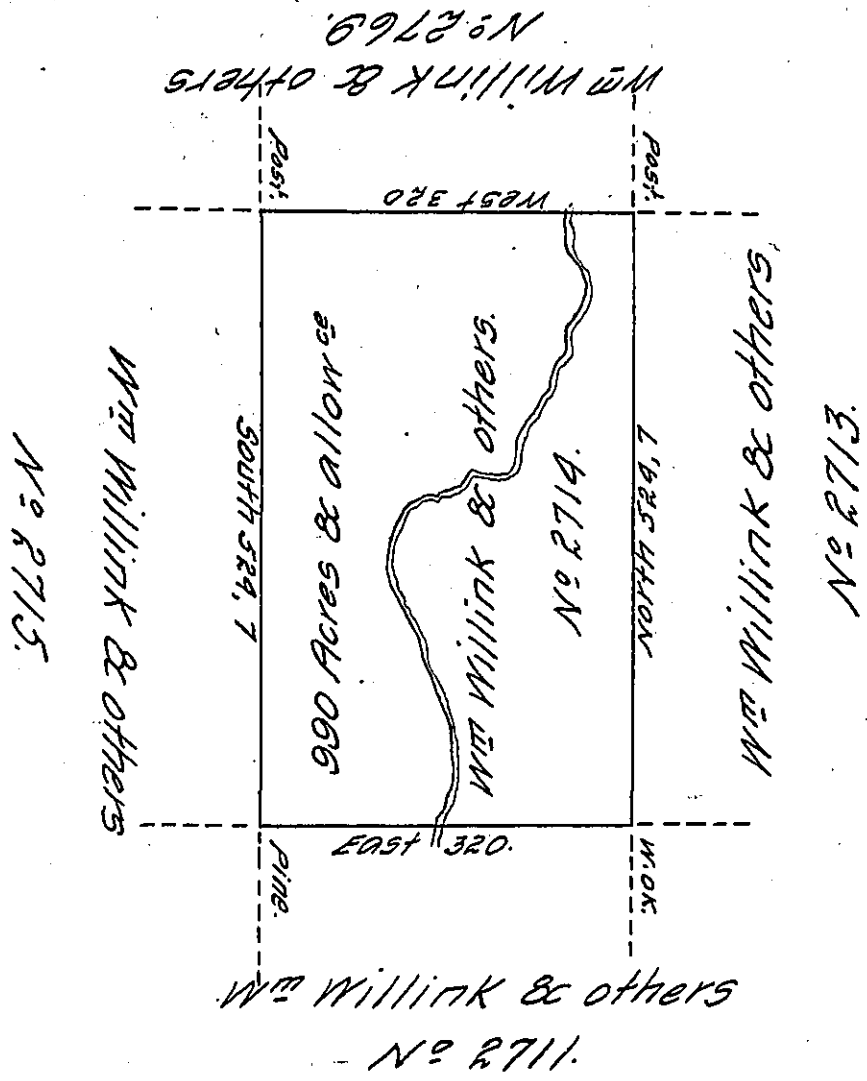 Nº 2769.
Wm Willink & others
Post.
Post.
West 320
990 Acres & allowce
Wm Willink & others.
Nº 2714.
South 524,7
North 524,7
Wm Willink & others
Nº 2715.
Wm Willink & others,
Nº 2713.
East 320.
Pine.
W.OK.
Wm Willink & others
Nº 2711.